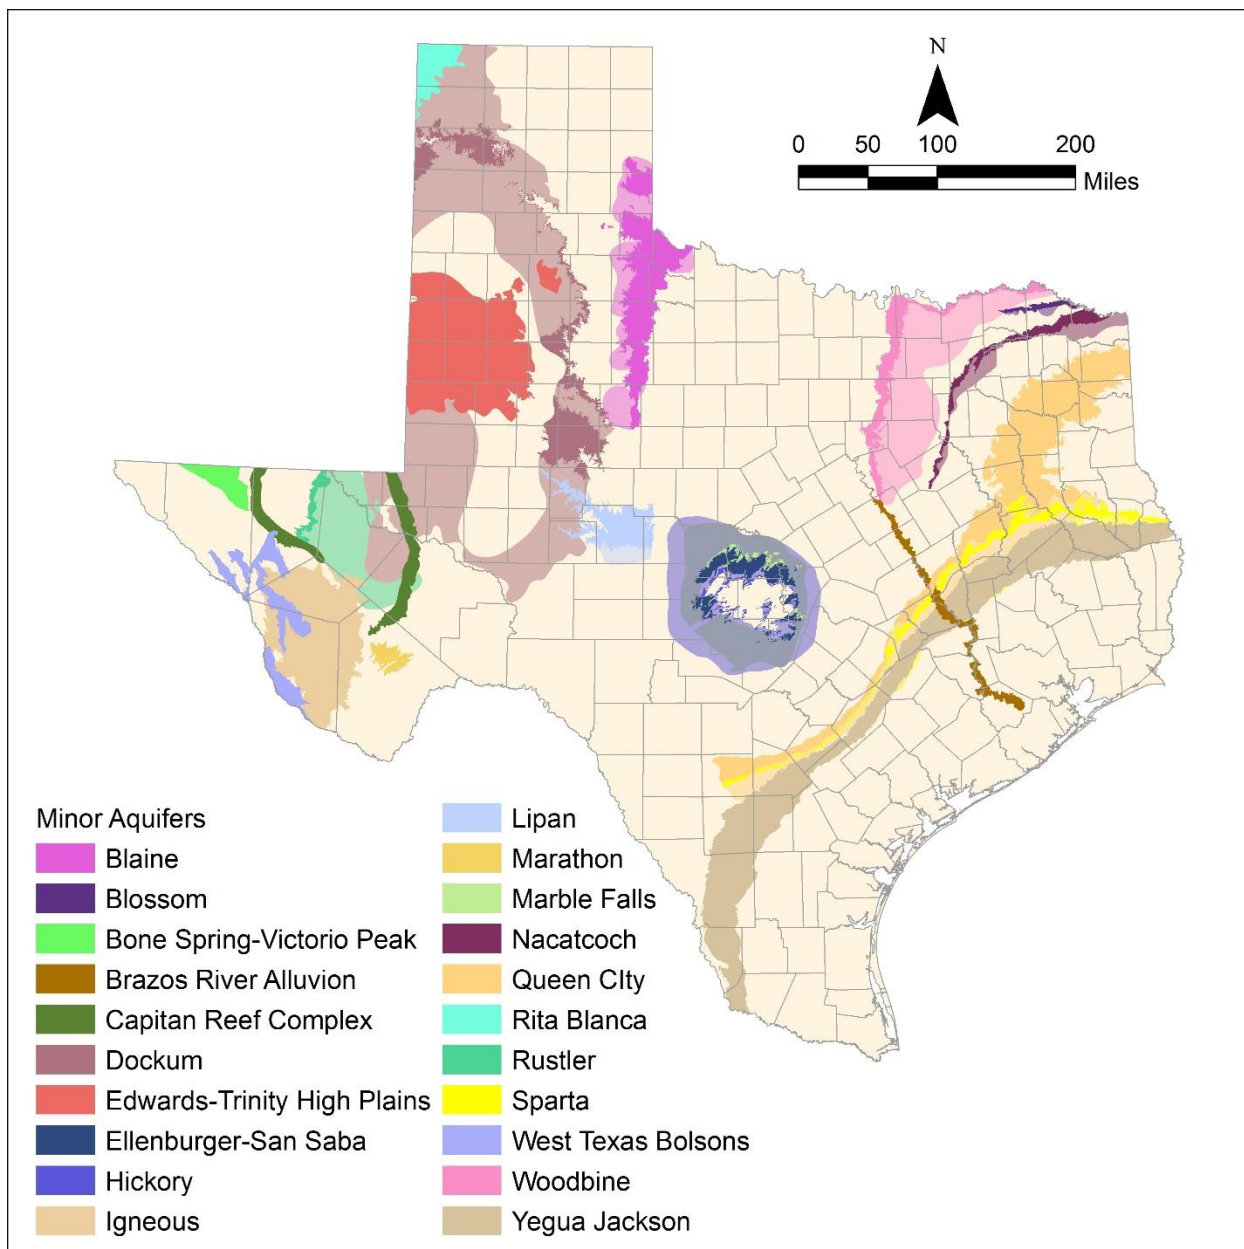 N
0 50 100 200
Miles
Minor Aquifers
Blaine
Blossom
Bone Spring-Victorio Peak
Brazos River Alluvion
Capitan Reef Complex
Dockum
Edwards-Trinity High Plains
Ellenburger-San Saba
Hickory
Igneous
Lipan
Marathon
Marble Falls
Nacatcoch
Queen CIty
Rita Blanca
Rustler
Sparta
West Texas Bolsons
Woodbine
Yegua Jackson